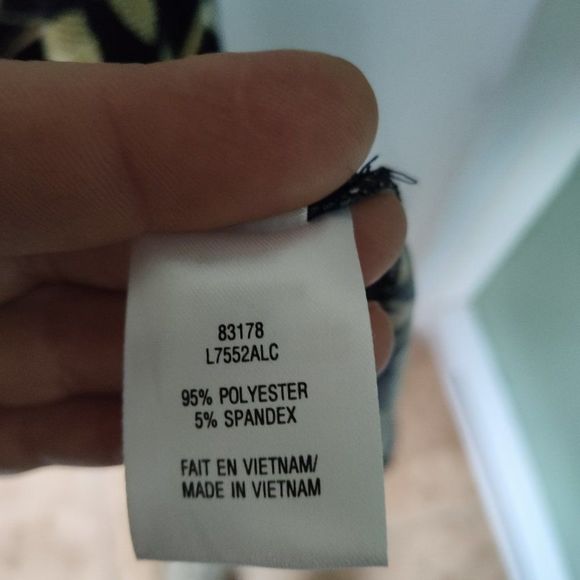 83178
L7552ALC
95% POLYESTER
5% SPANDEX
FAIT EN VIETNAM/
MADE IN VIETNAM